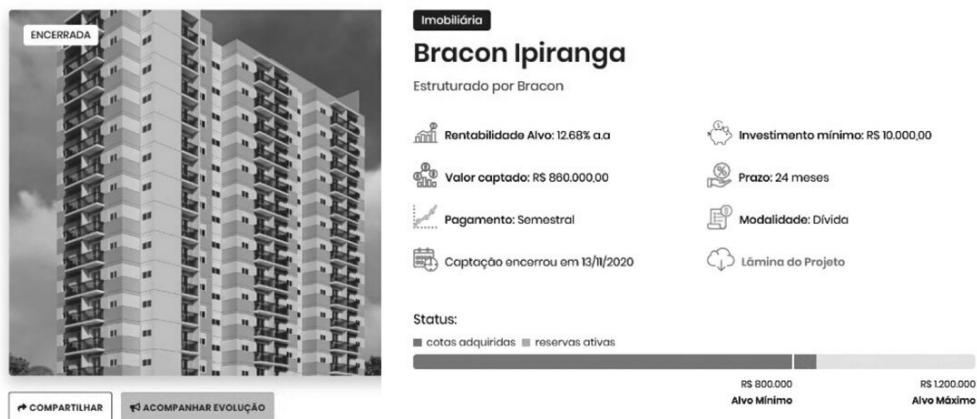 ENCERRADA
COMPARTILHAR
ACOMPANHAR EVOLUÇÃO
Imobiliária
Bracon Ipiranga
Estruturado por Bracon
Rentabilidade Alvo: 12.68% a.a
Investimento mínimo: R$ 10.000,00
Valor captado: R$ 860.000,00
Prazo: 24 meses
Pagamento: Semestral
Modalidade: Dívida
Captação encerrou em 13/11/2020
Lâmina do Projeto
Status:
cotas adquiridas reservas ativas
R$ 800.000 R$ 1.200.000
Alvo Mínimo Alvo Máximo